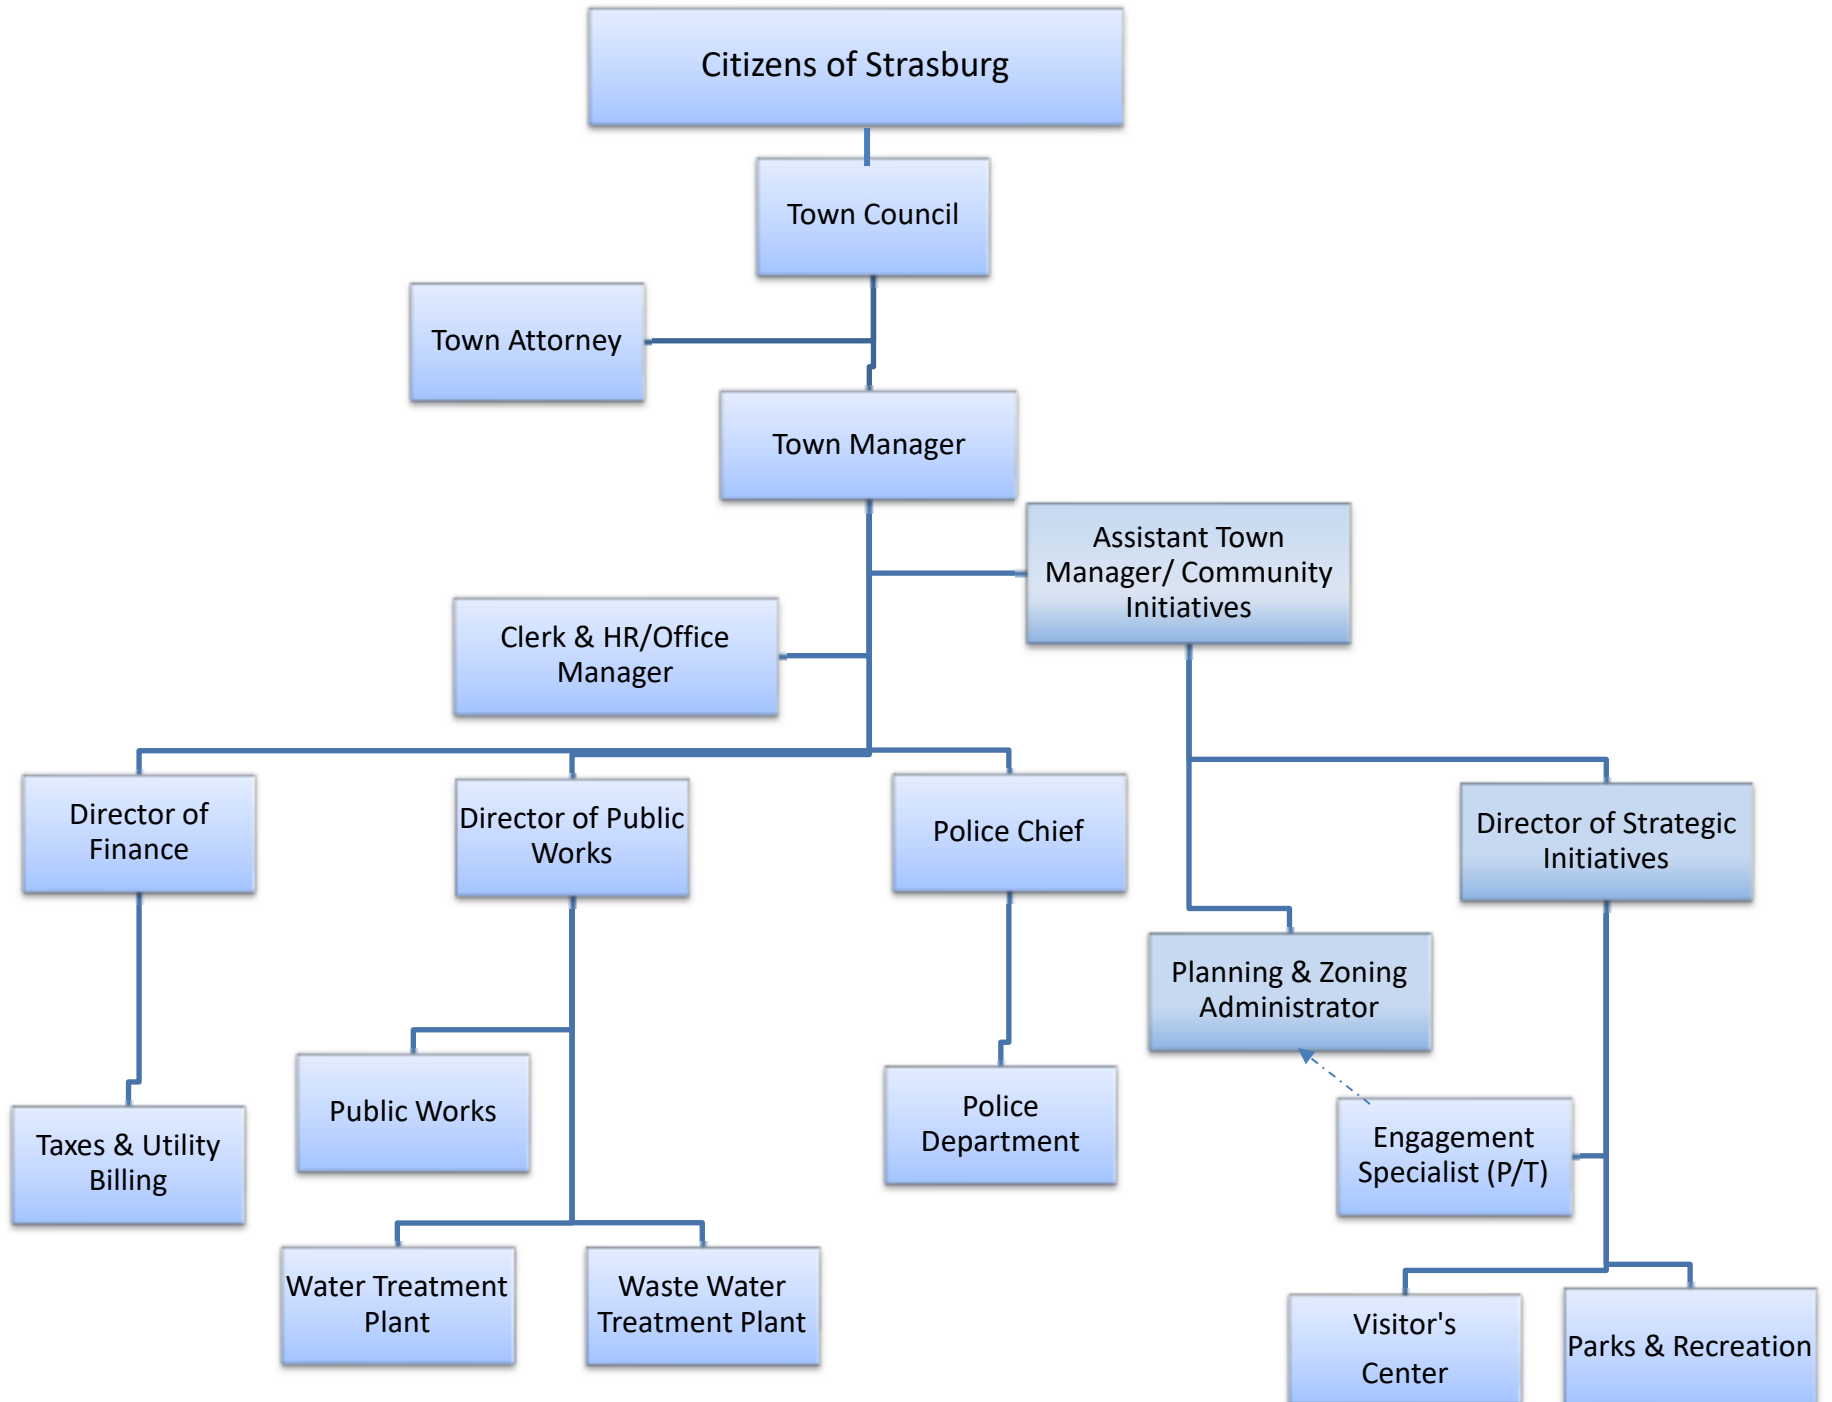 Citizens of Strasburg
Town Council
Town Attorney
Town Manager
Assistant Town
Manager/ Community
Initiatives
Clerk & HR/Office
Manager
Director of
Finance
Director of Public
Works
Police Chief
Director of Strategic
Initiatives
Planning & Zoning
Administrator
Public Works
Police
Department
Taxes & Utility
Billing
Engagement
Specialist (P/T)
Water Treatment
Plant
Waste Water
Treatment Plant
Visitor's
Center
Parks & Recreation